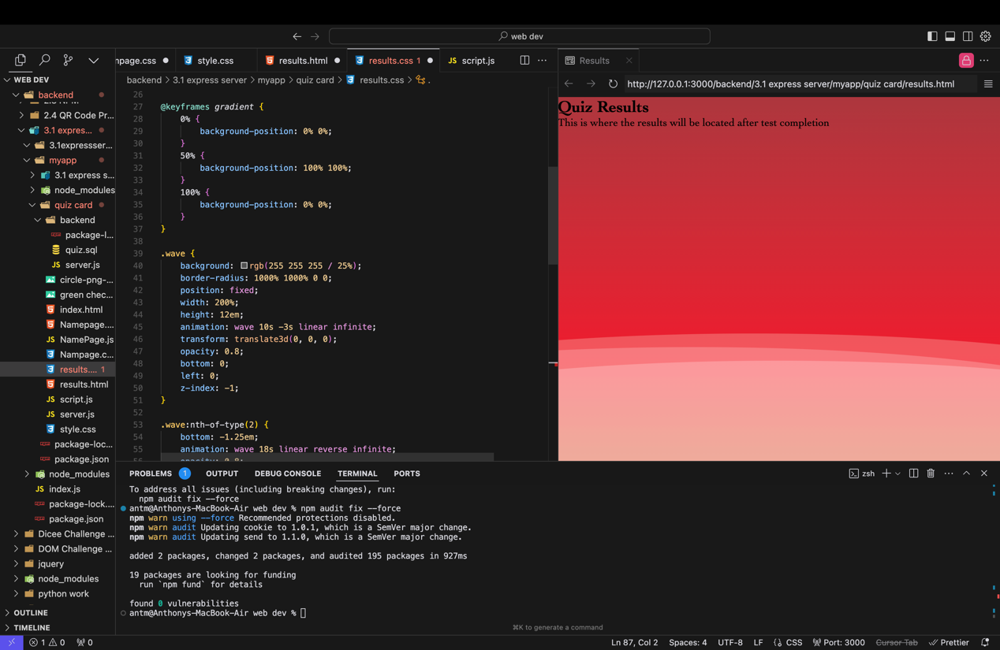 web dev
npage.css
style.css
results.html
results.css 1
script.js
Results
WEB DEV
backend > 3.1 express server > myapp > quiz card > results.css > .
http://127.0.0.1:3000/backend/3.1 express server/myapp/quiz card/results.html
backend
2.4 QR Code Pr...
3.1 expres...
3.1expressser...
myapp
3.1 express s...
node_modules
quiz card
backend
package-l...
quiz.sql
server.js
circle-png-...
green chec...
index.html
Namepage....
NamePage.js
Nampage.c...
results.... 1
results.html
script.js
server.js
style.css
package-loc...
package.json
node_modules
index.js
package-lock....
package.json
Dicee Challenge ...
DOM Challenge ...
jquery
node_modules
python work
OUTLINE
TIMELINE
26
27 @keyframes gradient {
28 0% {
29 background-position: 0% 0%;
30 }
31 50% {
32 background-position: 100% 100%;
33 }
34 100% {
35 background-position: 0% 0%;
36 }
37 }
38
39 .wave {
40 background: rgb(255 255 255 / 25%);
41 border-radius: 1000% 1000% 0 0;
42 position: fixed;
43 width: 200%;
44 height: 12em;
45 animation: wave 10s -3s linear infinite;
46 transform: translate3d(0, 0, 0);
47 opacity: 0.8;
48 bottom: 0;
49 left: 0;
50 z-index: -1;
51 }
52
53 .wave:nth-of-type(2) {
54 bottom: -1.25em;
55 animation: wave 18s linear reverse infinite;
Quiz Results
This is where the results will be located after test completion
PROBLEMS 1 OUTPUT DEBUG CONSOLE TERMINAL PORTS
zsh
To address all issues (including breaking changes), run:
npm audit fix --force
antm@Anthonys-MacBook-Air web dev % npm audit fix --force
npm warn using --force Recommended protections disabled.
npm warn audit Updating cookie to 1.0.1, which is a SemVer major change.
npm warn audit Updating send to 1.1.0, which is a SemVer major change.
added 2 packages, changed 2 packages, and audited 195 packages in 927ms
19 packages are looking for funding
run `npm fund` for details
found 0 vulnerabilities
antm@Anthonys-MacBook-Air web dev %
⌘K to generate a command
1 0 0
Ln 87, Col 2 Spaces: 4 UTF-8 LF CSS Port: 3000 Cursor Tab Prettier